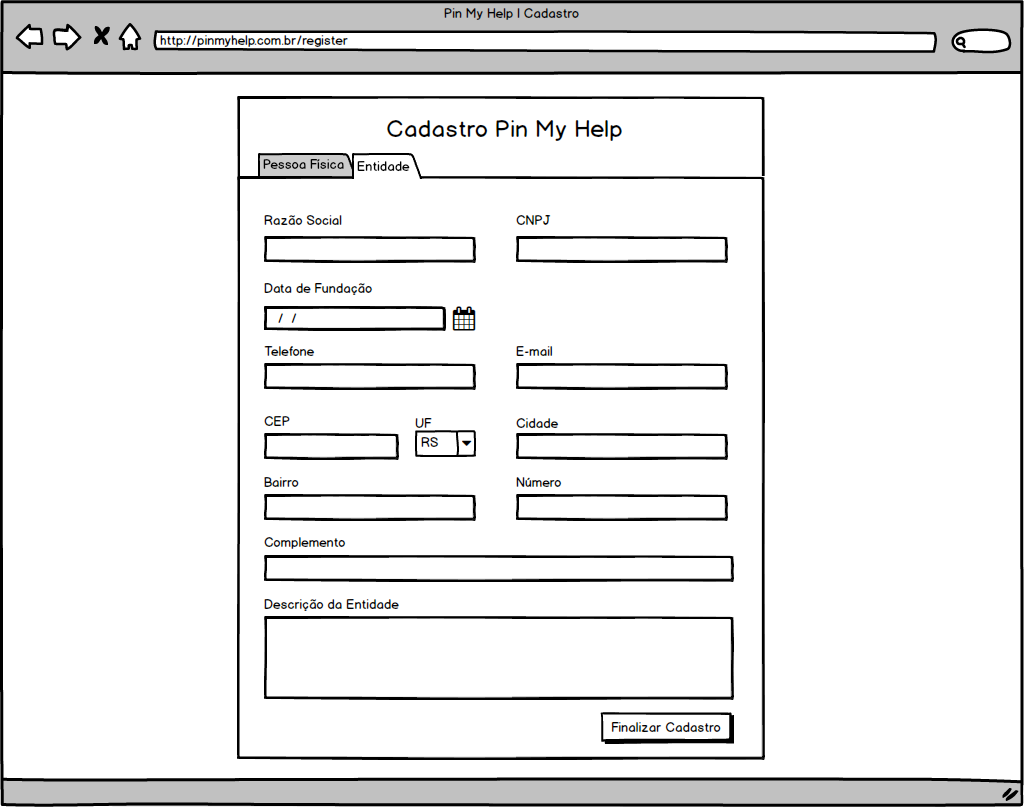 Pin My Help | Cadastro
http://pinmyhelp.com.br/register
Cadastro Pin My Help
Pessoa Física Entidade
Razão Social CNPJ
Data de Fundação
/ /
Telefone E-mail
CEP UF Cidade
RS
Bairro Número
Complemento
Descrição da Entidade
Finalizar Cadastro